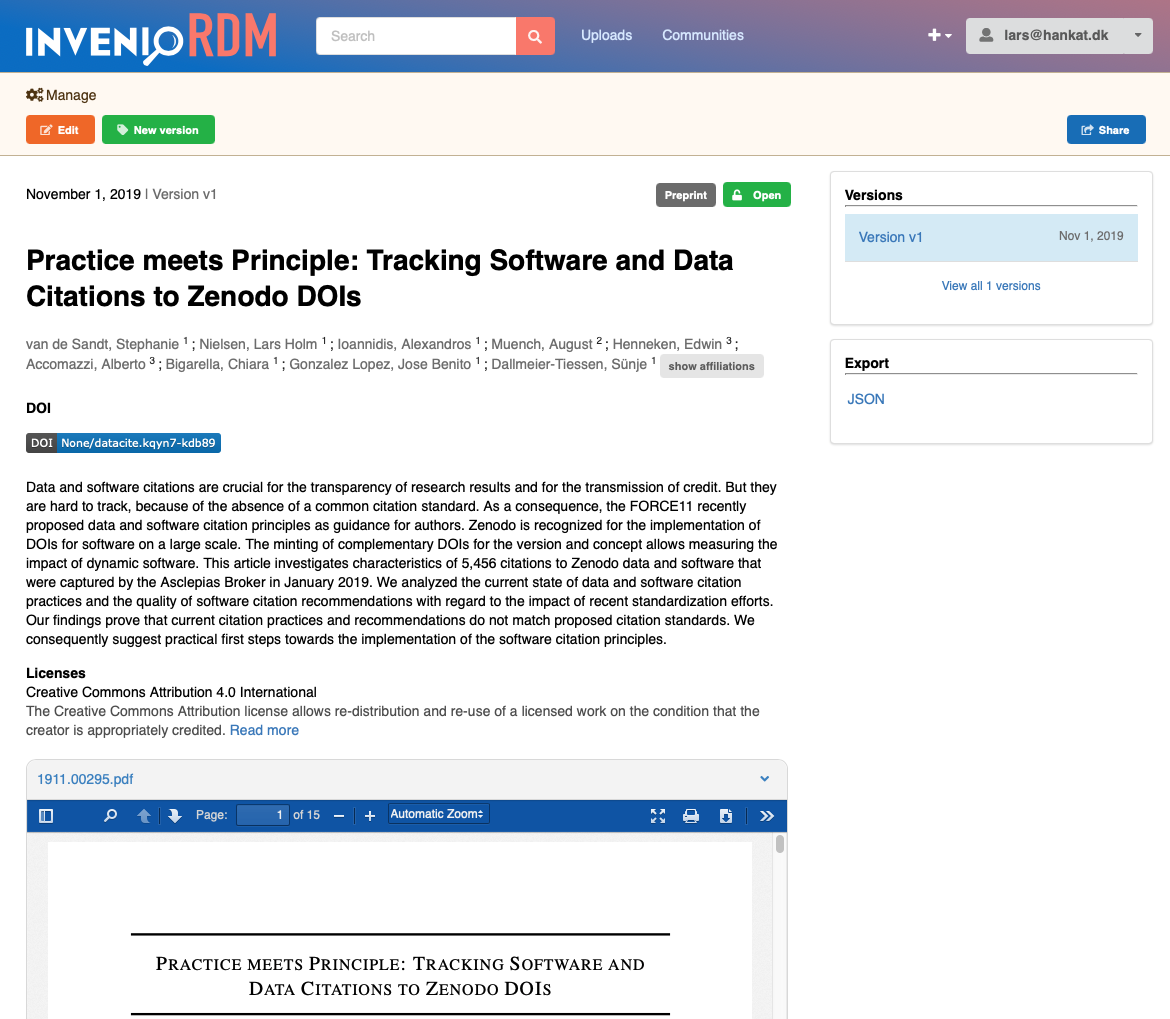 INVENIO RDM
Search
Uploads
Communities
lars@hankat.dk
Manage
Edit
New version
Share
November 1, 2019 | Version v1
Preprint
Open
Practice meets Principle: Tracking Software and Data
Citations to Zenodo DOIs
van de Sandt, Stephanie 1 ; Nielsen, Lars Holm 1 ; Ioannidis, Alexandros 1 ; Muench, August 2 ; Henneken, Edwin 3 ;
Accomazzi, Alberto 3 ; Bigarella, Chiara 1 ; Gonzalez Lopez, Jose Benito 1 ; Dallmeier-Tiessen, Sünje 1 show affiliations
DOI
DOI None/datacite.kqyn7-kdb89
Data and software citations are crucial for the transparency of research results and for the transmission of credit. But they
are hard to track, because of the absence of a common citation standard. As a consequence, the FORCE11 recently
proposed data and software citation principles as guidance for authors. Zenodo is recognized for the implementation of
DOIs for software on a large scale. The minting of complementary DOIs for the version and concept allows measuring the
impact of dynamic software. This article investigates characteristics of 5,456 citations to Zenodo data and software that
were captured by the Asclepias Broker in January 2019. We analyzed the current state of data and software citation
practices and the quality of software citation recommendations with regard to the impact of recent standardization efforts.
Our findings prove that current citation practices and recommendations do not match proposed citation standards. We
consequently suggest practical first steps towards the implementation of the software citation principles.
Licenses
Creative Commons Attribution 4.0 International
The Creative Commons Attribution license allows re-distribution and re-use of a licensed work on the condition that the
creator is appropriately credited. Read more
1911.00295.pdf
Page: 1 of 15
Automatic Zoom
PRACTICE MEETS PRINCIPLE: TRACKING SOFTWARE AND
DATA CITATIONS TO ZENODO DOIS
Versions
Version v1
Nov 1, 2019
View all 1 versions
Export
JSON